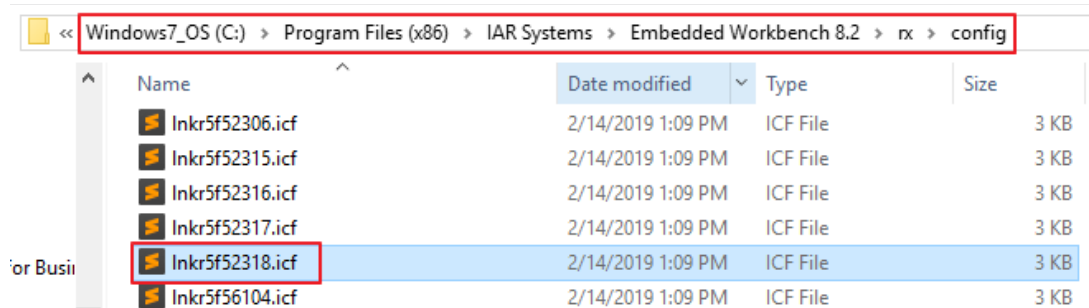 « Windows7_OS (C:) > Program Files (x86) > IAR Systems > Embedded Workbench 8.2 > rx > config
Name Date modified Type Size
lnkr5f52306.icf 2/14/2019 1:09 PM ICF File 3 KB
lnkr5f52315.icf 2/14/2019 1:09 PM ICF File 3 KB
lnkr5f52316.icf 2/14/2019 1:09 PM ICF File 3 KB
lnkr5f52317.icf 2/14/2019 1:09 PM ICF File 3 KB
lnkr5f52318.icf 2/14/2019 1:09 PM ICF File 3 KB
or Busi
lnkr5f56104.icf 2/14/2019 1:09 PM ICF File 3 KB